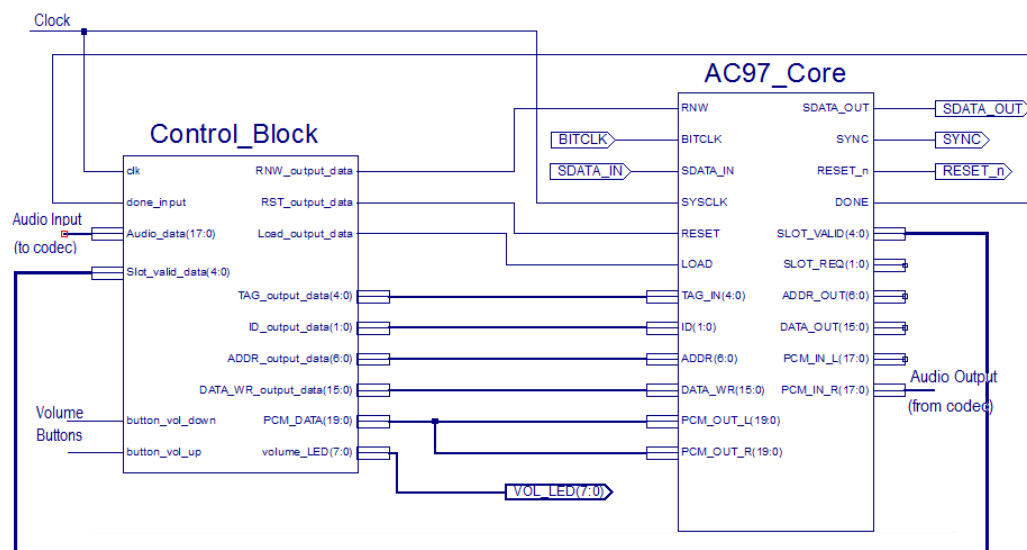 Clock
AC97_Core
Control_Block
RNW
SDATA_OUT
SDATA_OUT
BITCLK
BITCLK
SYNC
SYNC
clk
RNW_output_data
SDATA_IN
SDATA_IN
RESET_n
RESET_n
done_input
RST_output_data
SYSCLK
DONE
Audio Input
(to codec)
Audio_data(17:0)
Load_output_data
RESET
SLOT_VALID(4:0)
Slot_valid_data(4:0)
LOAD
SLOT_REQ(1:0)
TAG_output_data(4:0)
TAG_IN(4:0)
ADDR_OUT(6:0)
ID_output_data(1:0)
ID(1:0)
DATA_OUT(15:0)
ADDR_output_data(6:0)
ADDR(6:0)
PCM_IN_L(17:0)
DATA_WR_output_data(15:0)
DATA_WR(15:0)
PCM_IN_R(17:0)
Audio Output
(from codec)
Volume
Buttons
button_vol_down
PCM_DATA(19:0)
PCM_OUT_L(19:0)
button_vol_up
volume_LED(7:0)
PCM_OUT_R(19:0)
VOL_LED(7:0)